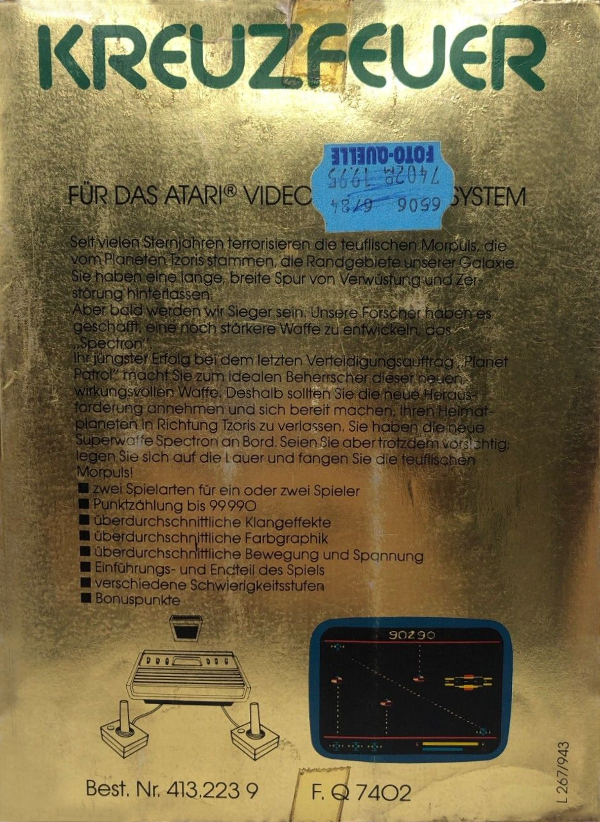 KREUZFEUER
FOTO-QUELLE
7402R 1995
6506 6/84
FÜR DAS ATARI® VIDEO SYSTEM
Seit vielen Sternjahren terrorisieren die teuflischen Morpuls, die
vom Planeten Tzoris stammen, die Randgebiete unserer Galaxie.
Sie haben eine lange, breite Spur von Verwüstung und Zer-
störung hinterlassen.
Aber bald werden wir Sieger sein. Unsere Forscher haben es
geschafft, eine noch stärkere Waffe zu entwickeln, das
„Spectron".
Ihr jüngster Erfolg bei dem letzten Verteidigungsauftrag „Planet
Patrol" macht Sie zum idealen Beherrscher dieser neuen,
wirkungsvollen Waffe. Deshalb sollten Sie die neue Heraus-
forderung annehmen und sich bereit machen, Ihren Heimat-
planeten in Richtung Tzoris zu verlassen. Sie haben die neue
Superwaffe Spectron an Bord. Seien Sie aber trotzdem vorsichtig;
legen Sie sich auf die Lauer und fangen Sie die teuflischen
Morpuls!
■ zwei Spielarten für ein oder zwei Spieler
■ Punktzählung bis 99990
■ überdurchschnittliche Klangeffekte
■ überdurchschnittliche Farbgraphik
■ überdurchschnittliche Bewegung und Spannung
■ Einführungs- und Endteil des Spiels
■ verschiedene Schwierigkeitsstufen
■ Bonuspunkte
90290
Best. Nr. 413.223 9 F. Q 7402
L 267/943